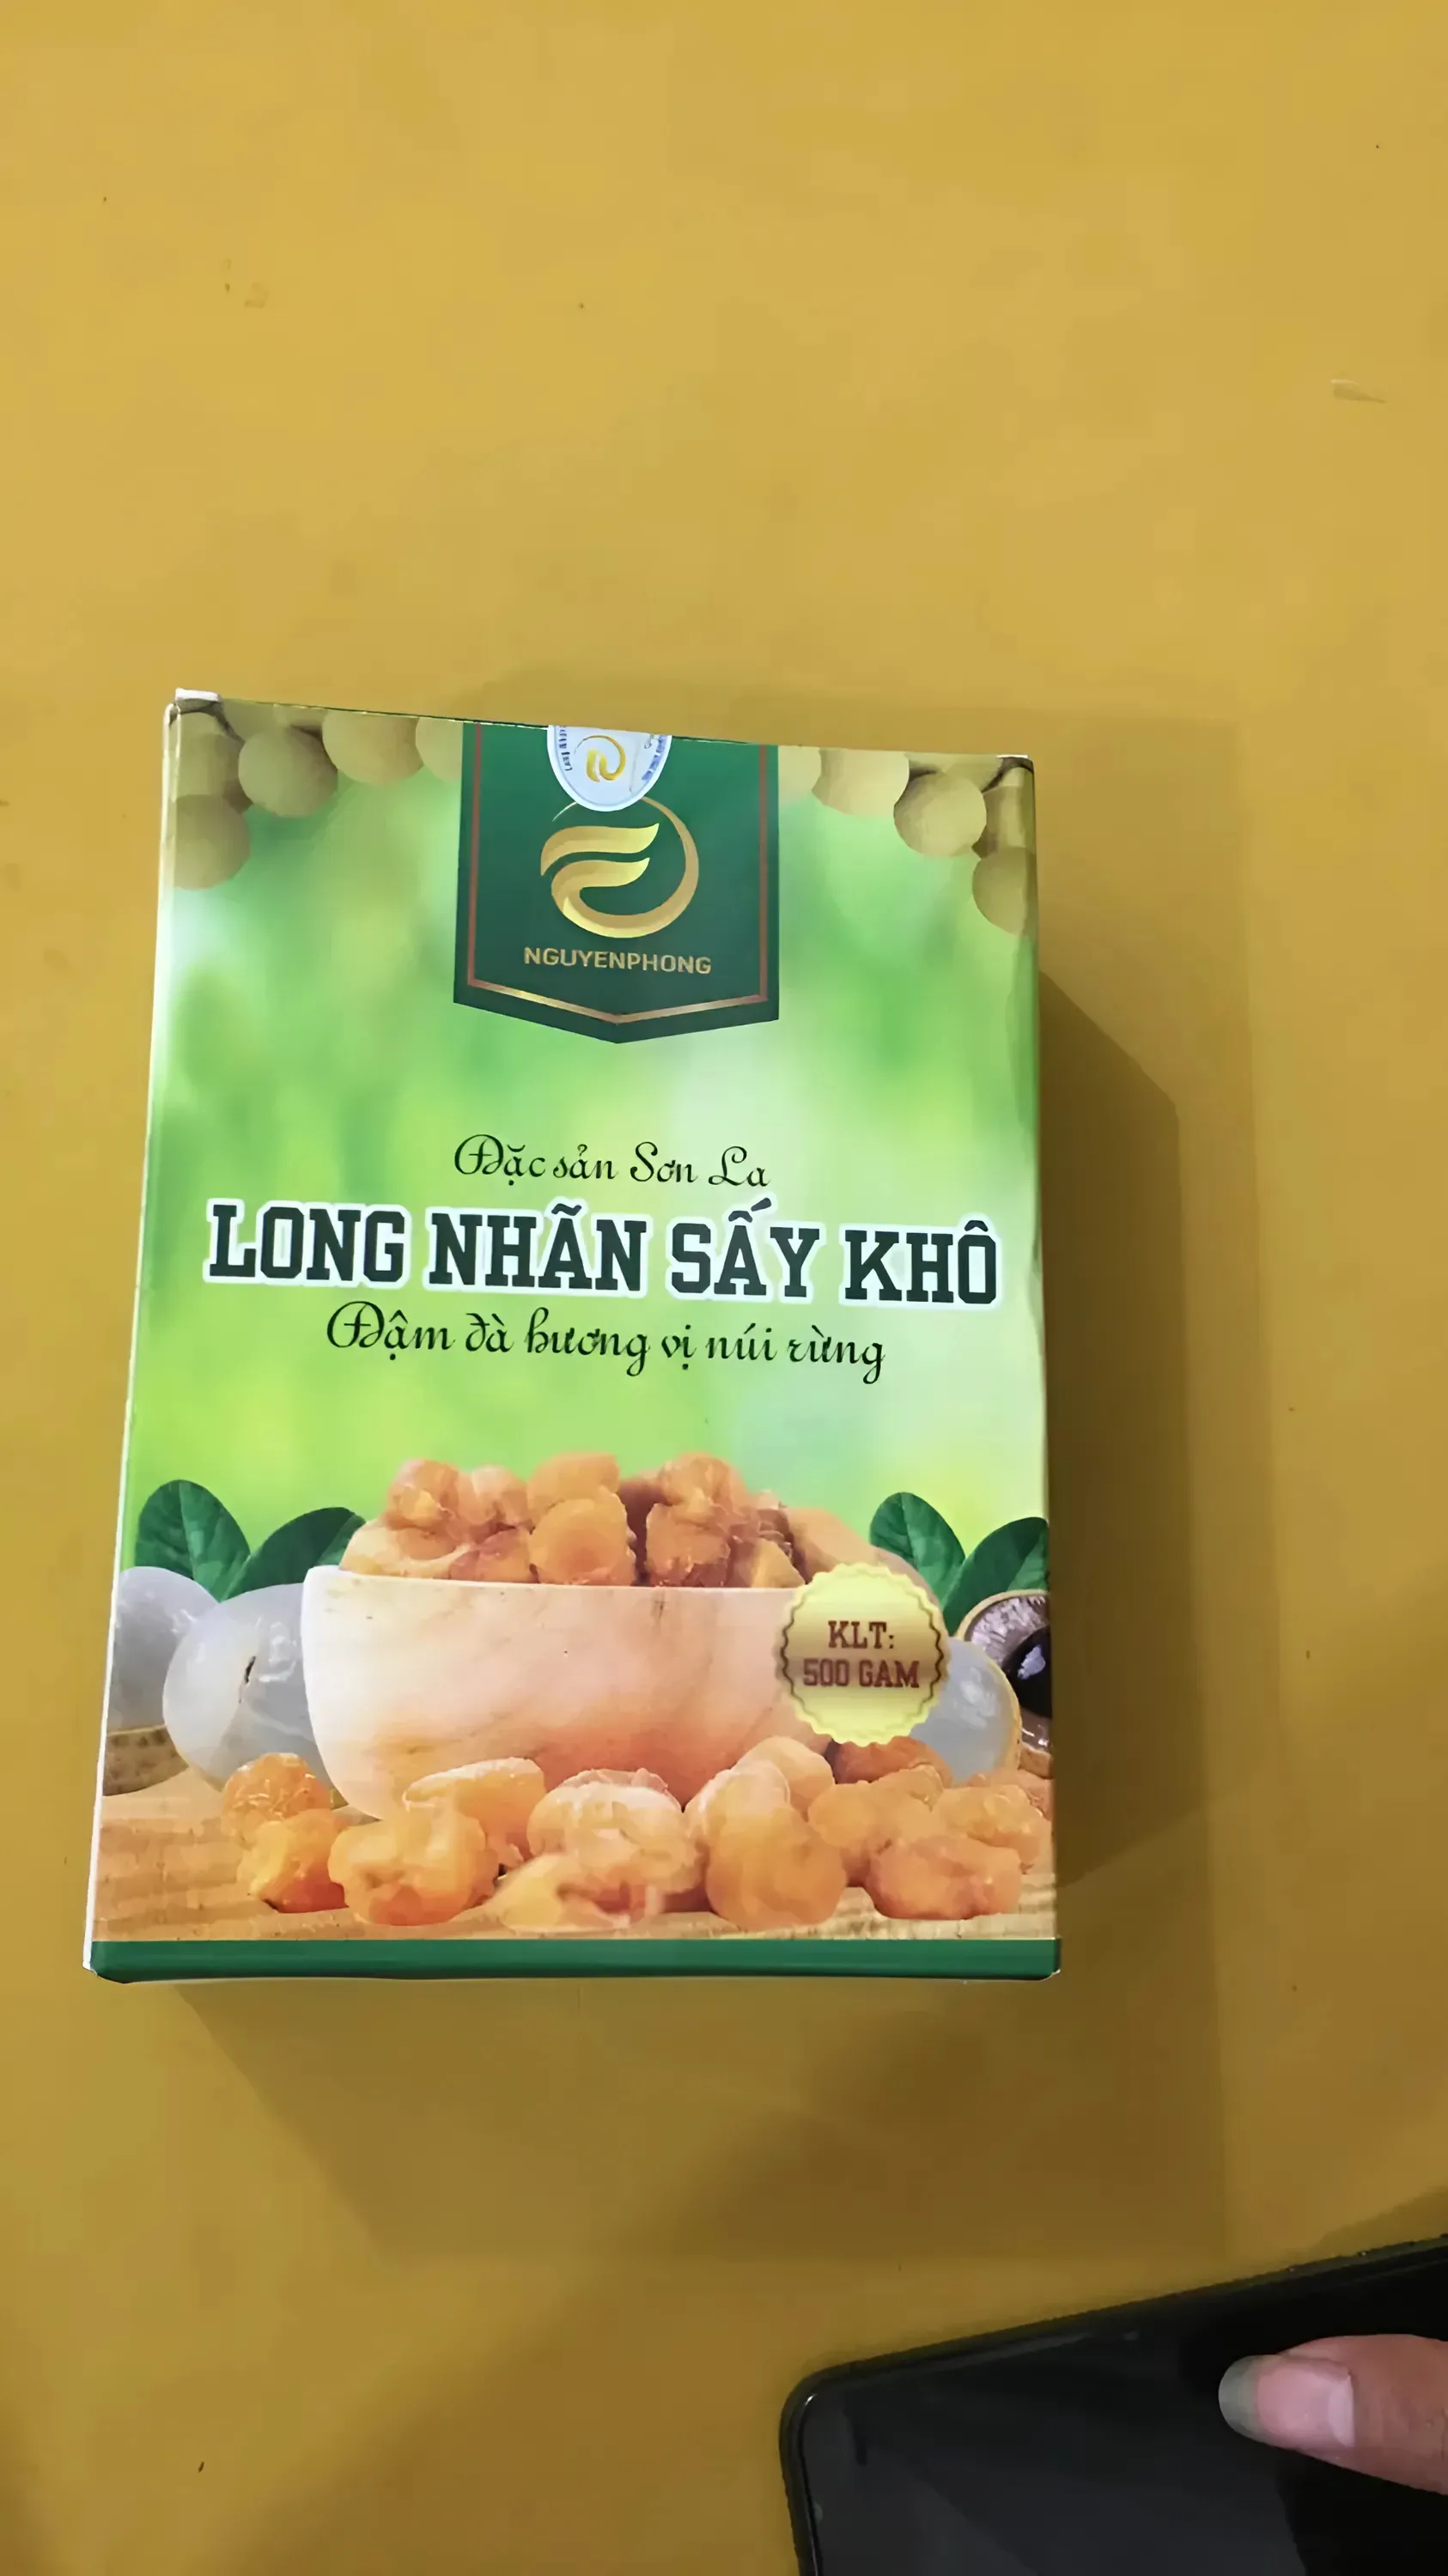 NGUYENPHONG
Đặc sản Sơn La
LONG NHÃN SẤY KHÔ
Đậm đà hương vị núi rừng
KLT:
500 GAM